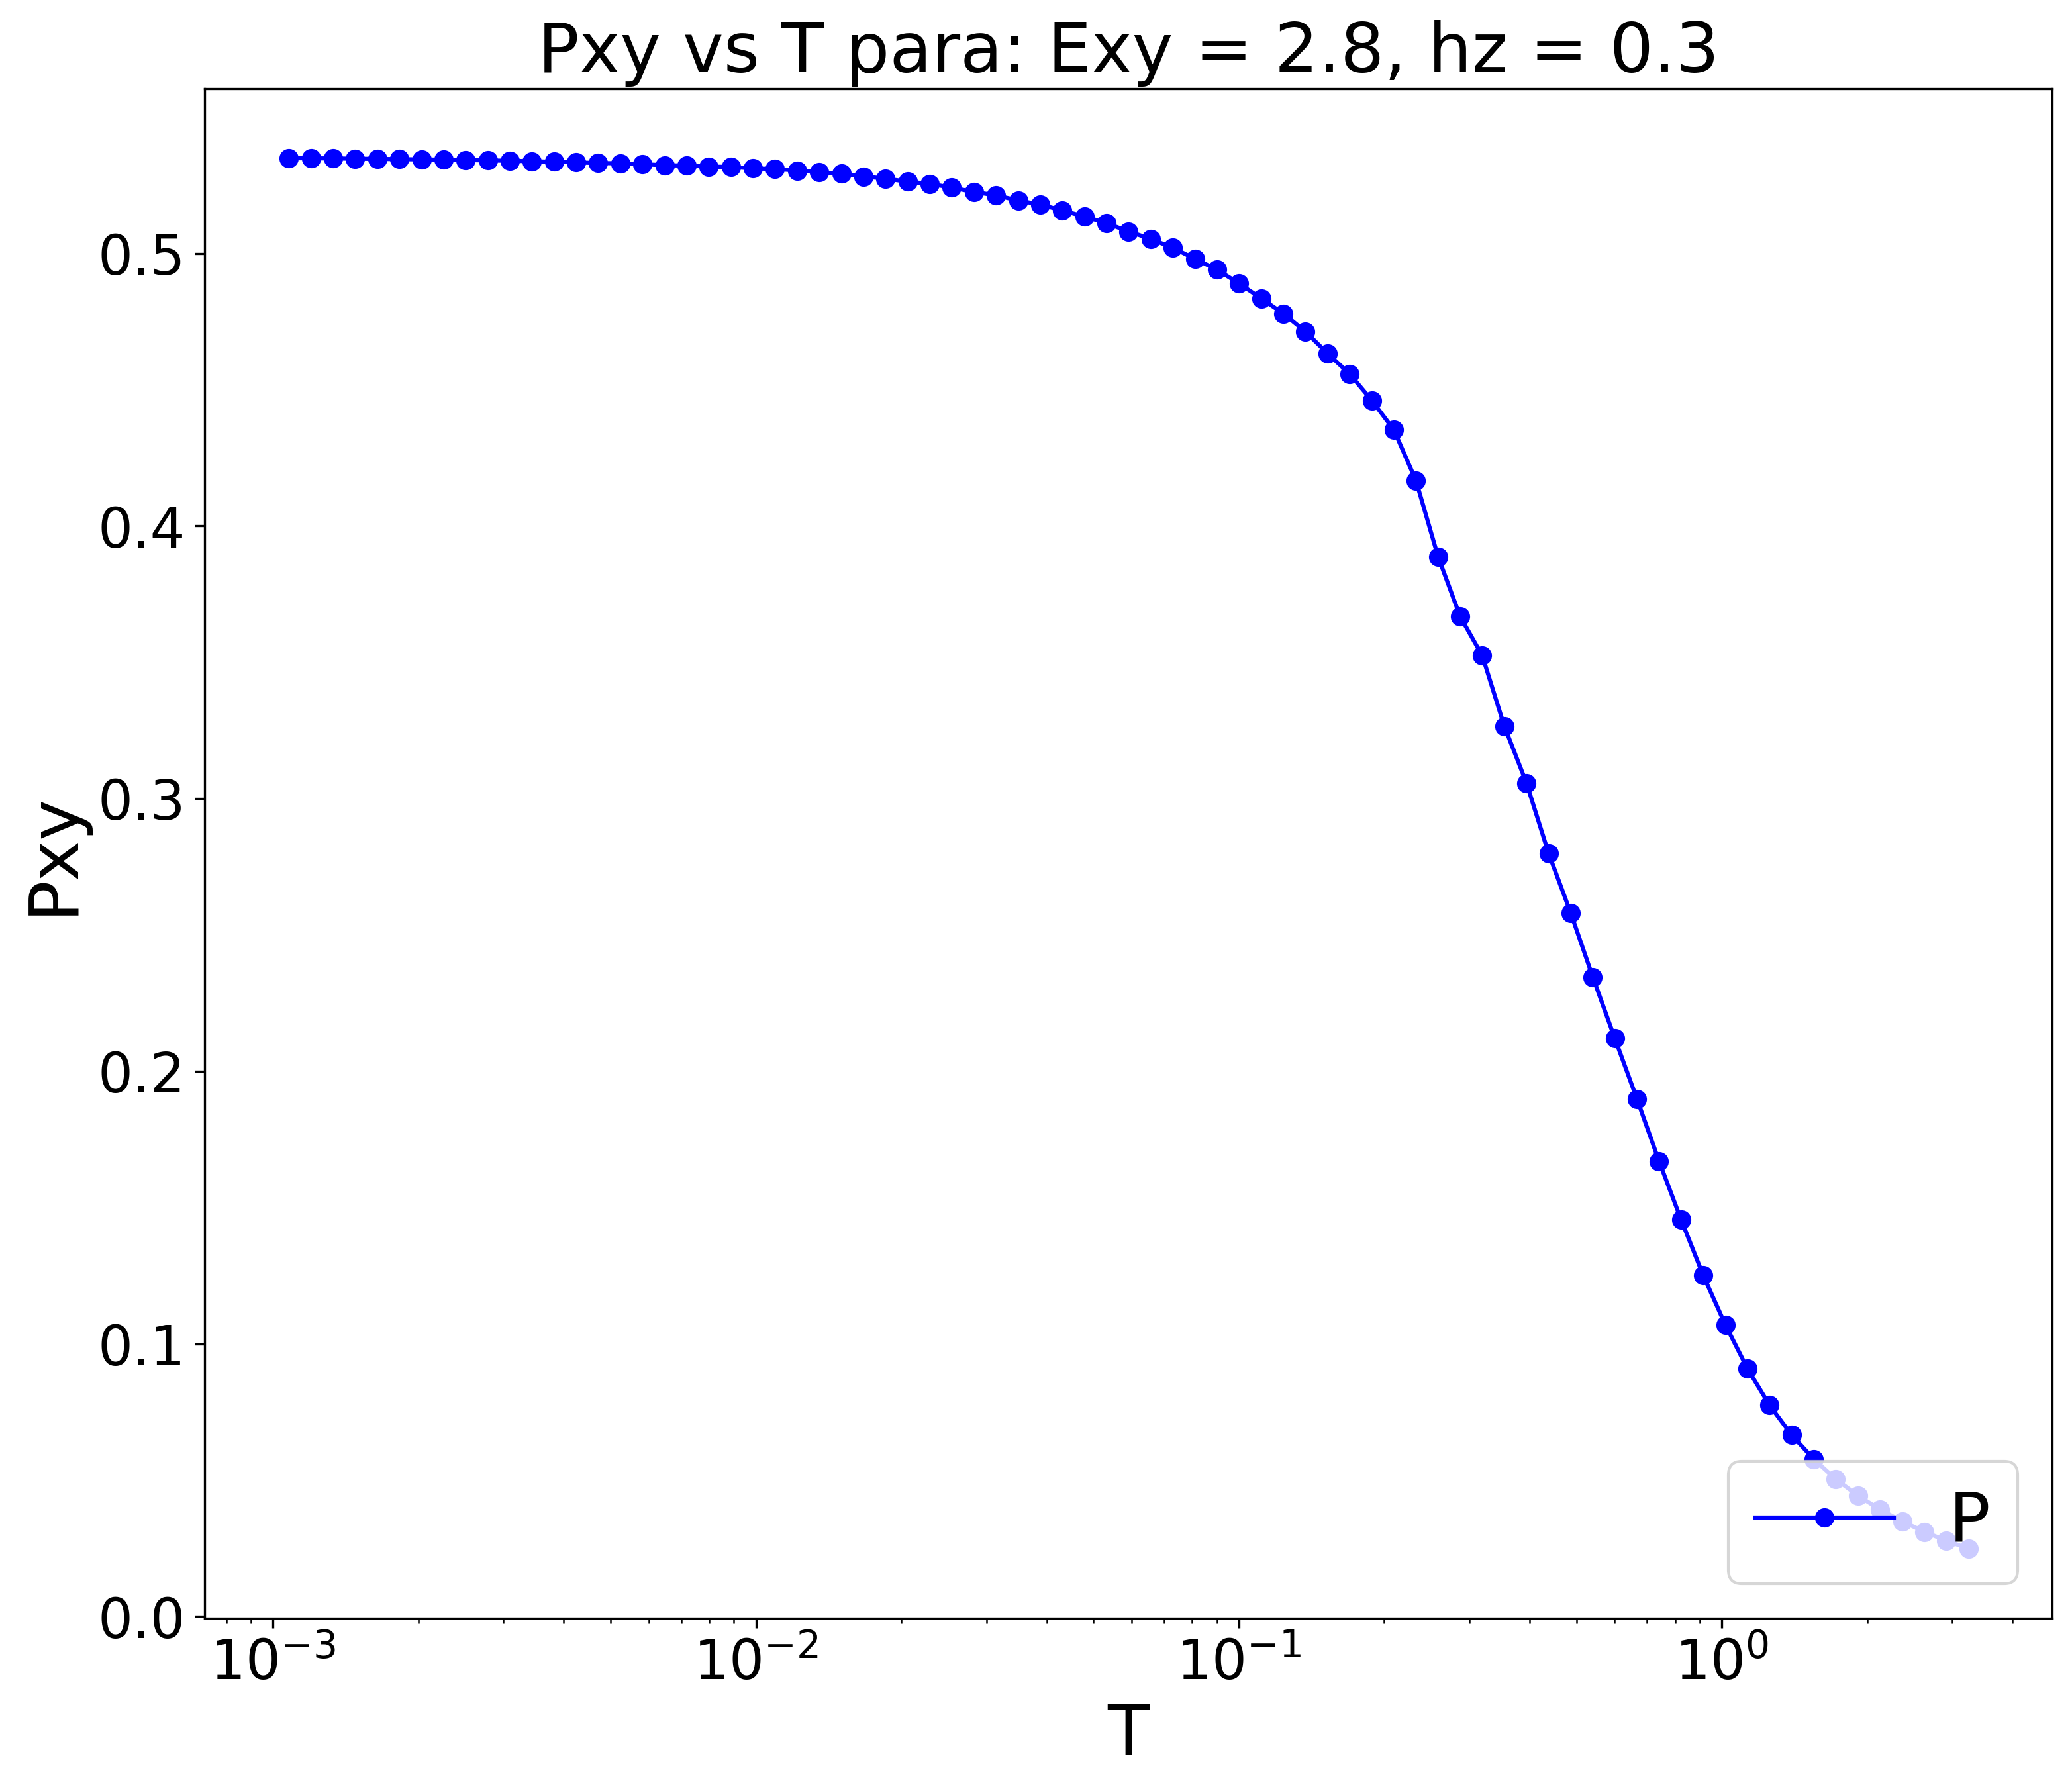 Pxy vs T para: Exy = 2.8, hz = 0.3
0.5
0.4
0.3
0.2
0.1
0.0
Pxy
10⁻³ 10⁻² 10⁻¹ 10⁰
T
P